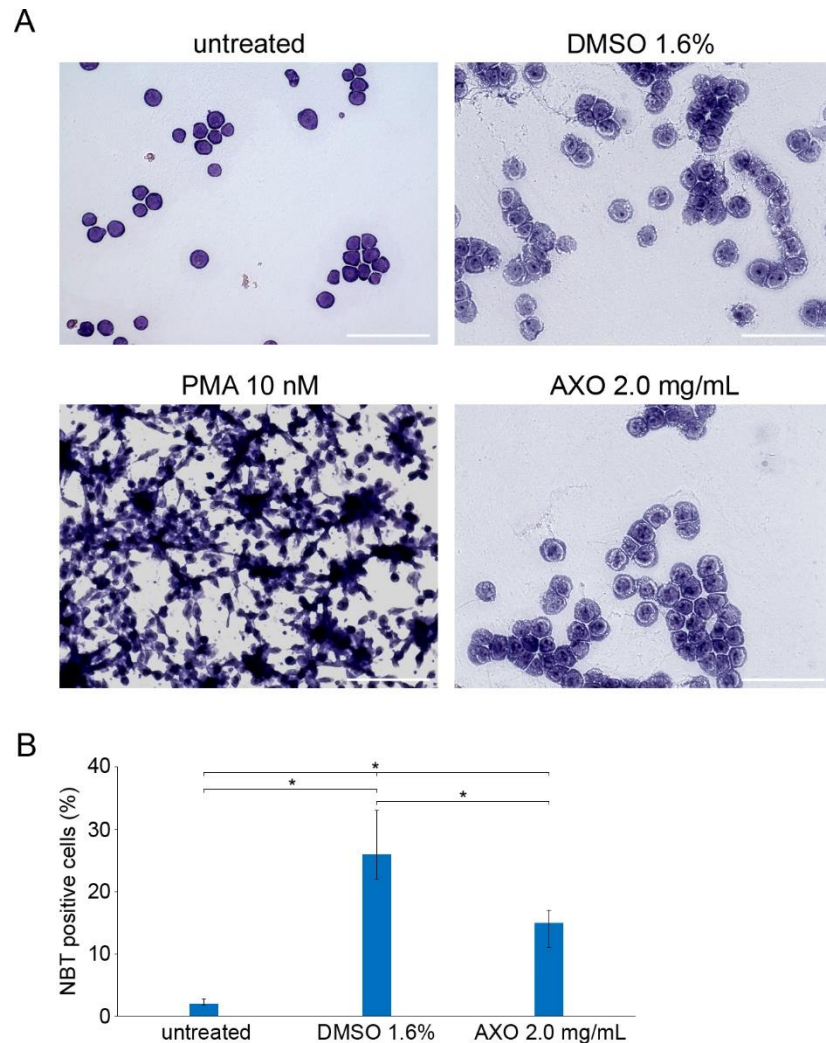 A
untreated
DMSO 1.6%
PMA 10 nM
AXO 2.0 mg/mL
B
NBT positive cells (%)
40
30
20
10
0
*
*
*
untreated
DMSO 1.6%
AXO 2.0 mg/mL